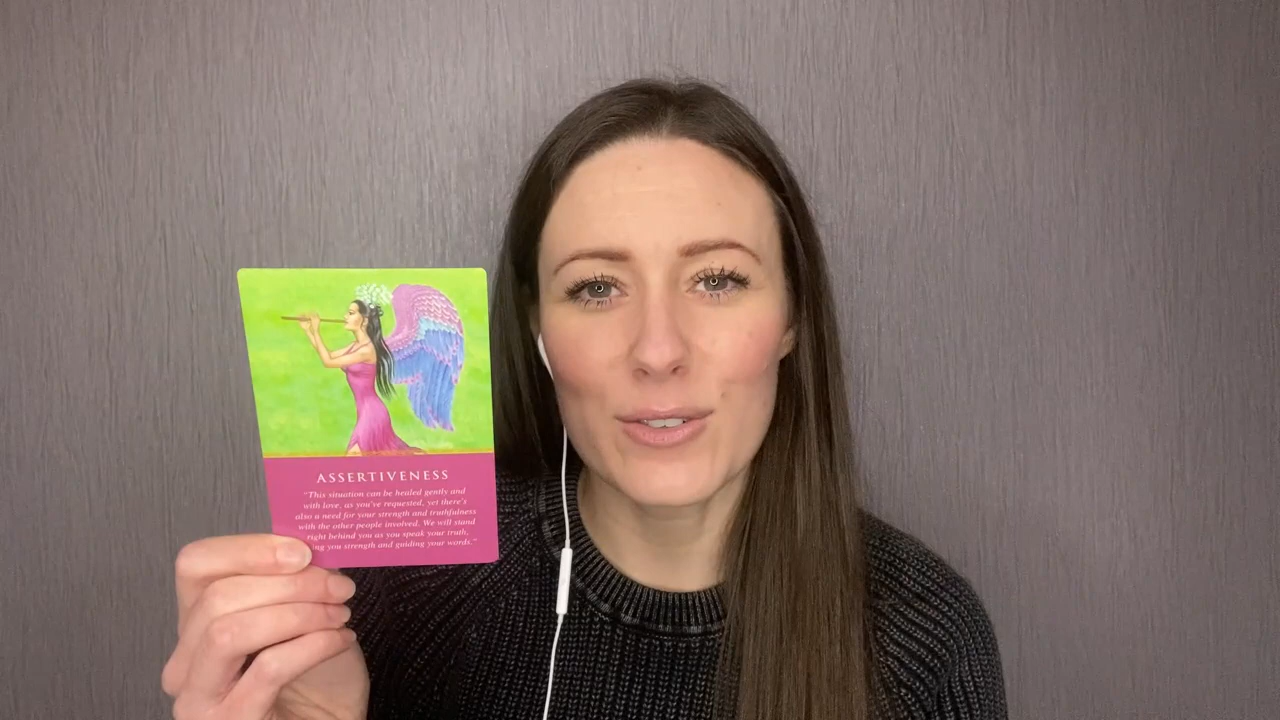 ASSERTIVENESS
"This situation can be healed gently and
with love, as you've requested, yet there's
also a need for your strength and truthfulness
with the other people involved. We will stand
right behind you as you speak your truth,
you strength and guiding your words."